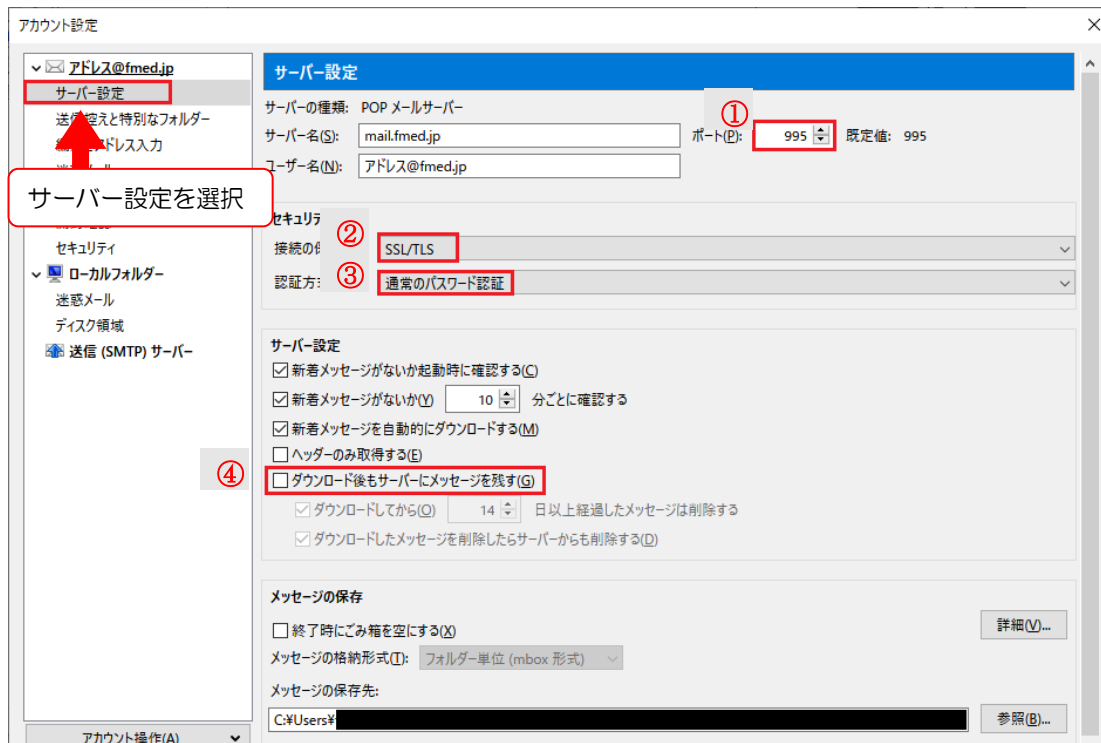 アカウント設定
アドレス@fmed.jp
サーバー設定
送信控えと特別なフォルダー
アドレス入力
サーバー設定を選択
セキュリティ
ローカルフォルダー
迷惑メール
ディスク領域
送信 (SMTP) サーバー
アカウント操作(A)
サーバー設定
サーバーの種類: POP メールサーバー
①
サーバー名(S): mail.fmed.jp ポート(P): 995 既定値: 995
ユーザー名(N): アドレス@fmed.jp
セキュリテ
② 接続の SSL/TLS
③ 認証方 通常のパスワード認証
サーバー設定
新着メッセージがないか起動時に確認する(C)
新着メッセージがないか(Y) 10 分ごとに確認する
新着メッセージを自動的にダウンロードする(M)
ヘッダーのみ取得する(E)
④ ダウンロード後もサーバーにメッセージを残す(G)
ダウンロードしてから(O) 14 日以上経過したメッセージは削除する
ダウンロードしたメッセージを削除したらサーバーからも削除する(D)
メッセージの保存
終了時にごみ箱を空にする(X) 詳細(V)...
メッセージの格納形式(T): フォルダー単位 (mbox 形式)
メッセージの保存先:
C:¥Users¥ 参照(B)...